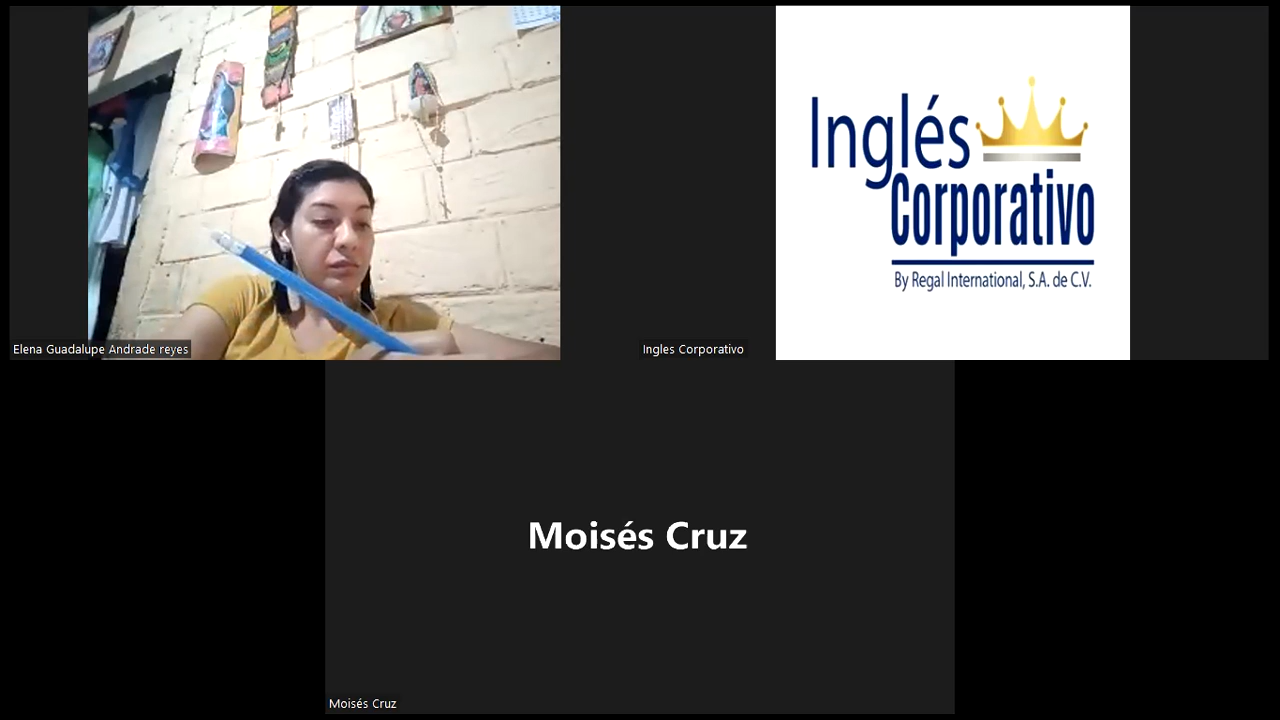 Elena Guadalupe Andrade reyes
Inglés
Corporativo
By Regal International, S.A. de C.V.
Ingles Corporativo
Moisés Cruz
Moisés Cruz